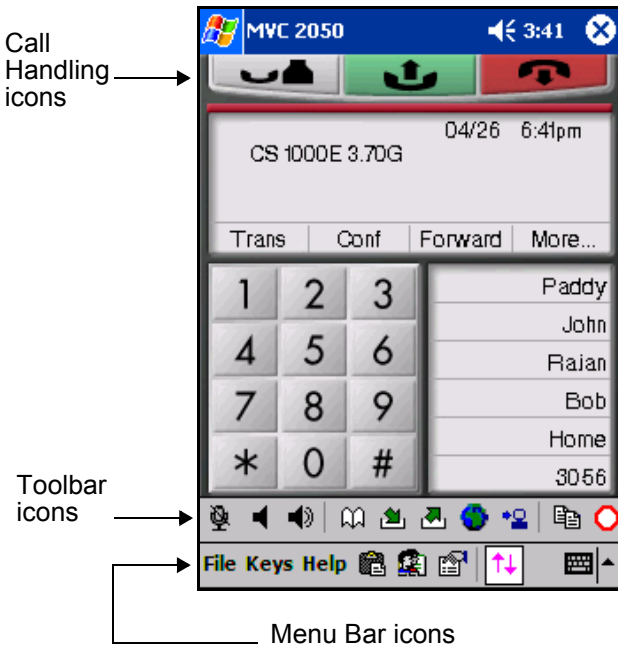 Call
Handling
icons
MVC 2050
3:41
04/26 6:41pm
CS 1000E 3.70G
Trans Conf Forward More...
1 2 3
4 5 6
7 8 9
* 0 #
Paddy
John
Rajan
Bob
Home
3056
Toolbar
icons
File Keys Help
Menu Bar icons